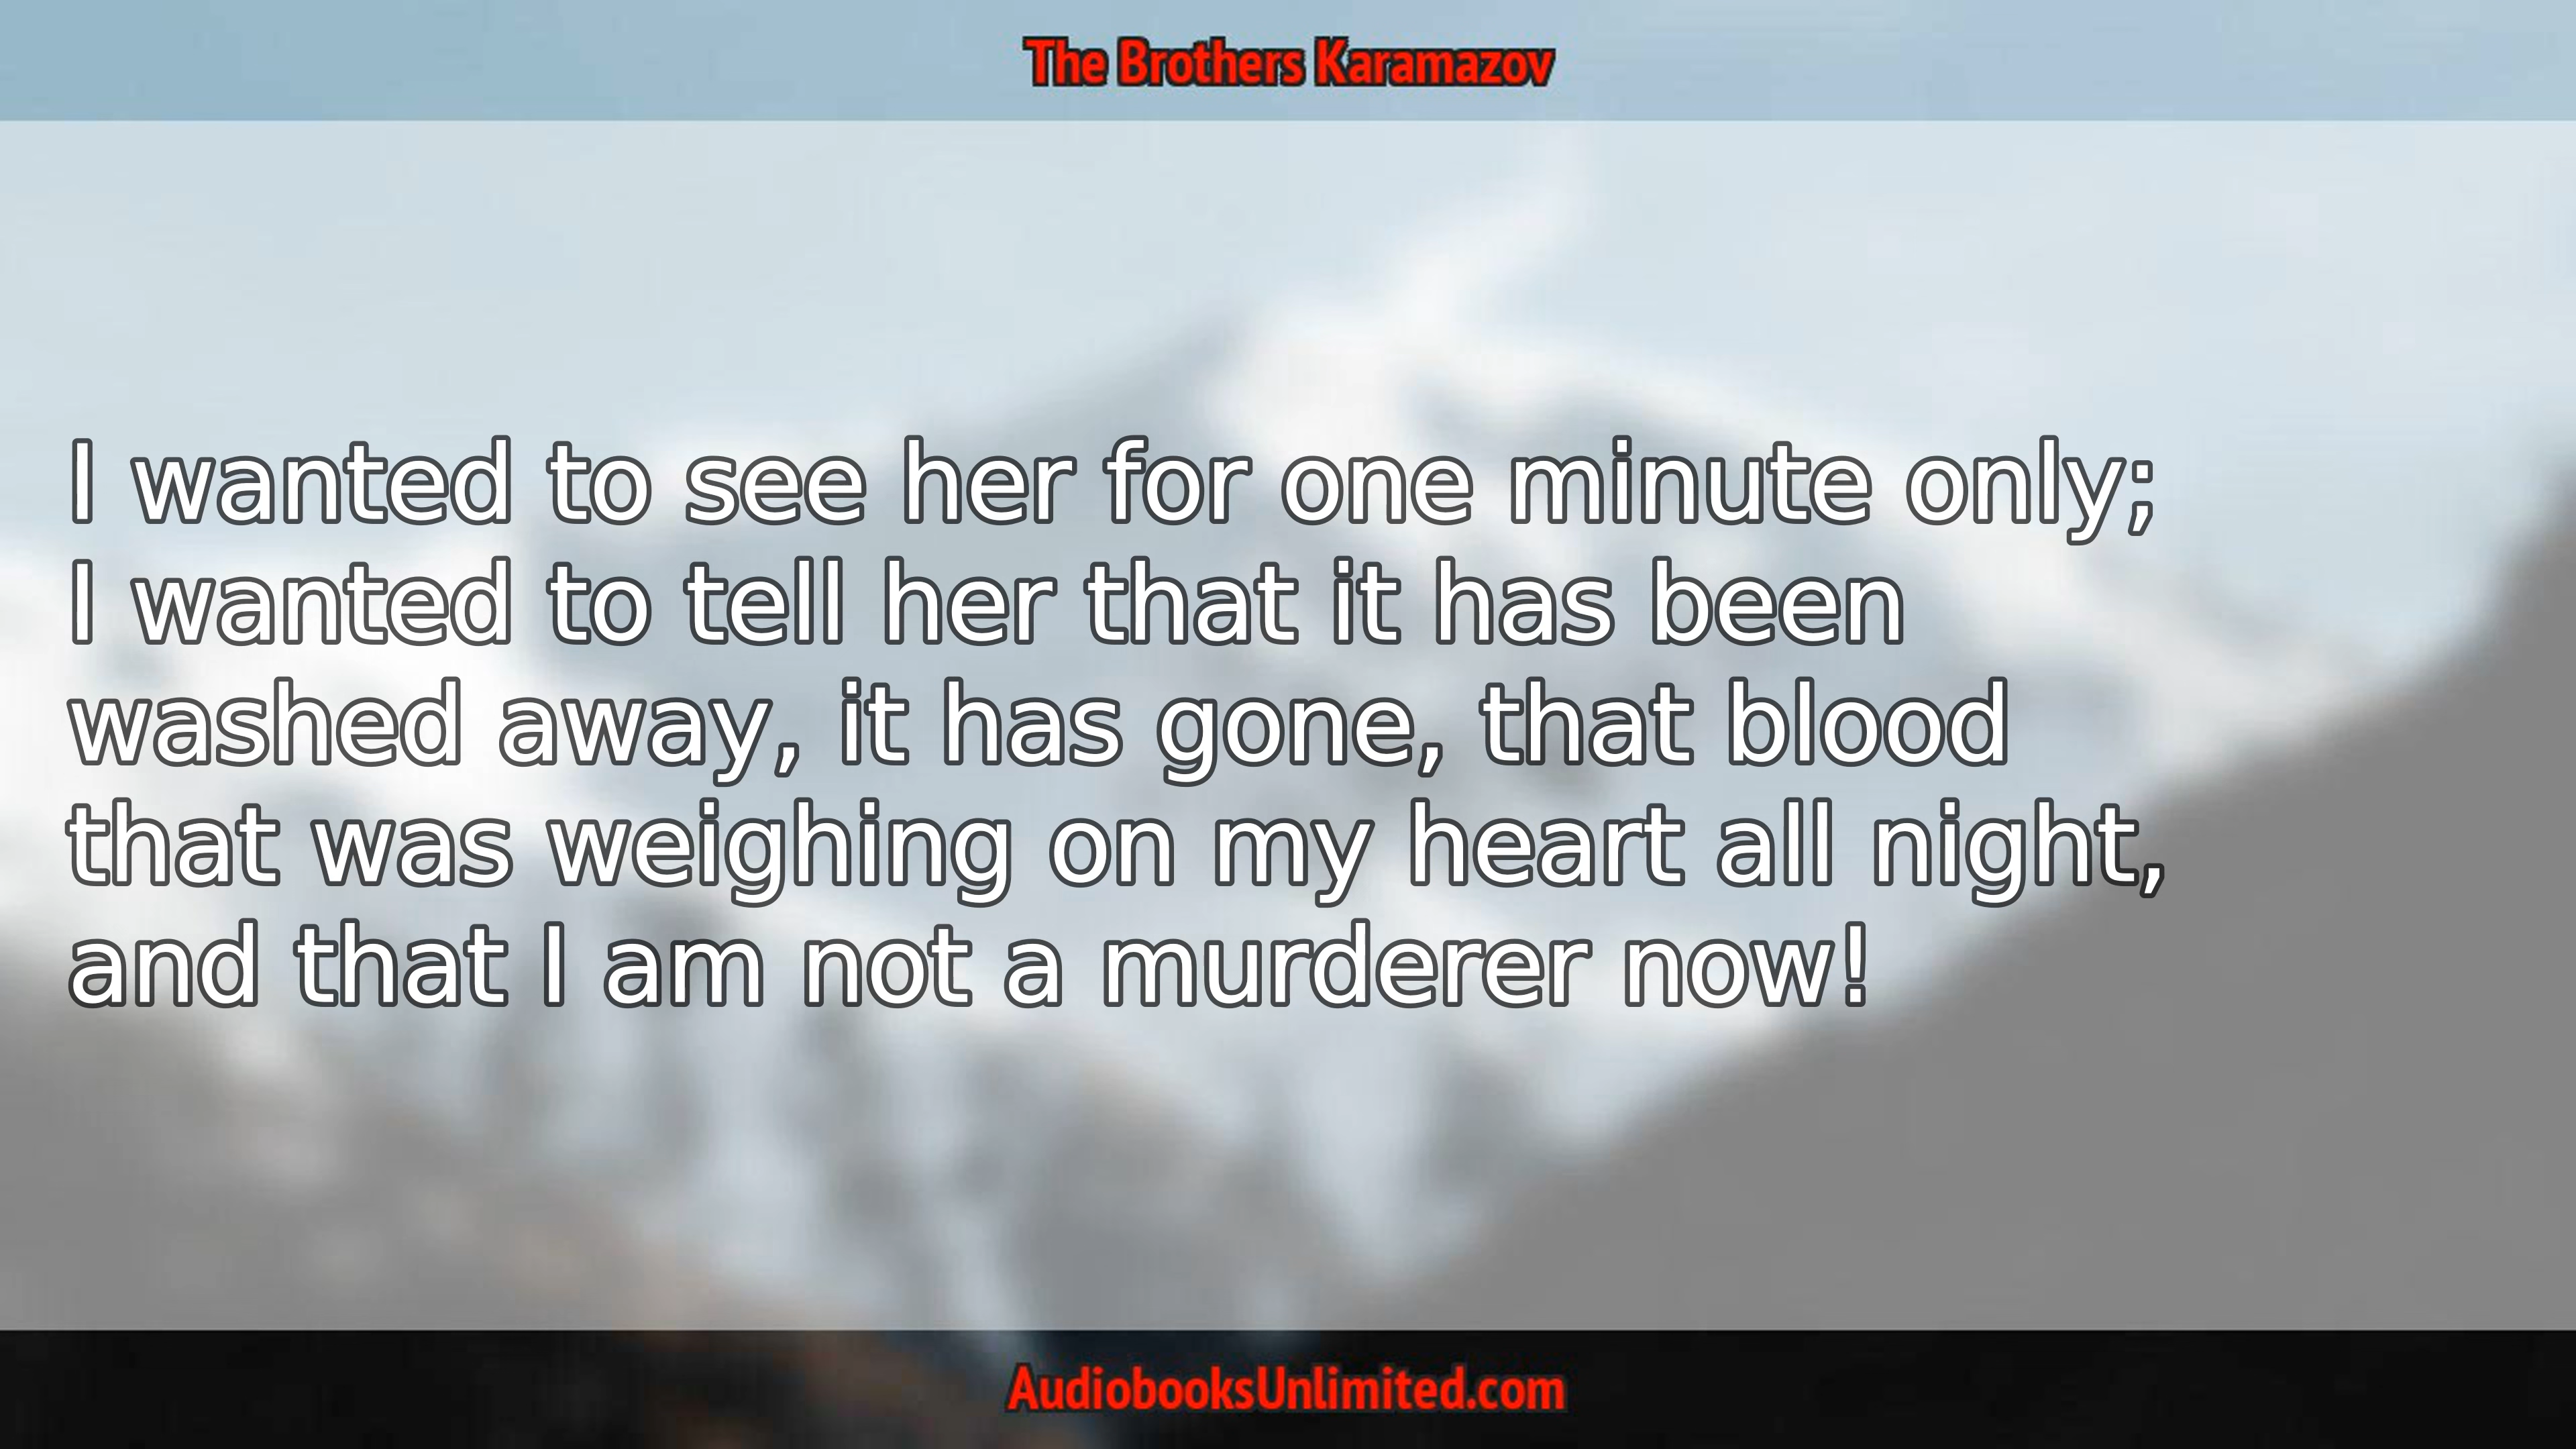 The Brothers Karamazov
I wanted to see her for one minute only;
I wanted to tell her that it has been
washed away, it has gone, that blood
that was weighing on my heart all night,
and that I am not a murderer now!
AudiobooksUnlimited.com